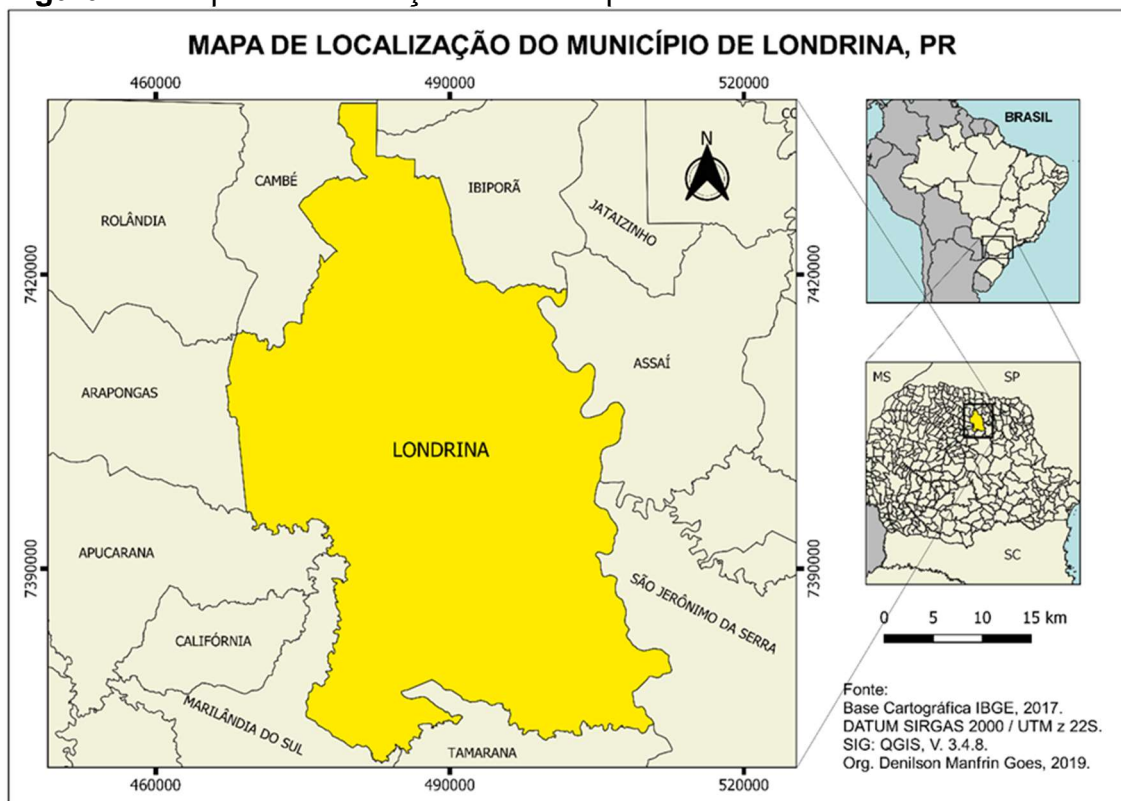 MAPA DE LOCALIZAÇÃO DO MUNICÍPIO DE LONDRINA, PR
460000 490000 520000
BRASIL
N
CAMBÉ
IBIPORÃ
ROLÂNDIA
JATAIZINHO
7420000
7420000
ASSAÍ
ARAPONGAS
MS
SP
LONDRINA
APUCARANA
7390000
7390000
SC
SÃO JERÔNIMO DA SERRA
CALIFÓRNIA
0 5 10 15 km
MARILÂNDIA DO SUL
TAMARANA
460000 490000 520000
Fonte:
Base Cartográfica IBGE, 2017.
DATUM SIRGAS 2000 / UTM z 22S.
SIG: QGIS, V. 3.4.8.
Org. Denilson Manfrin Goes, 2019.